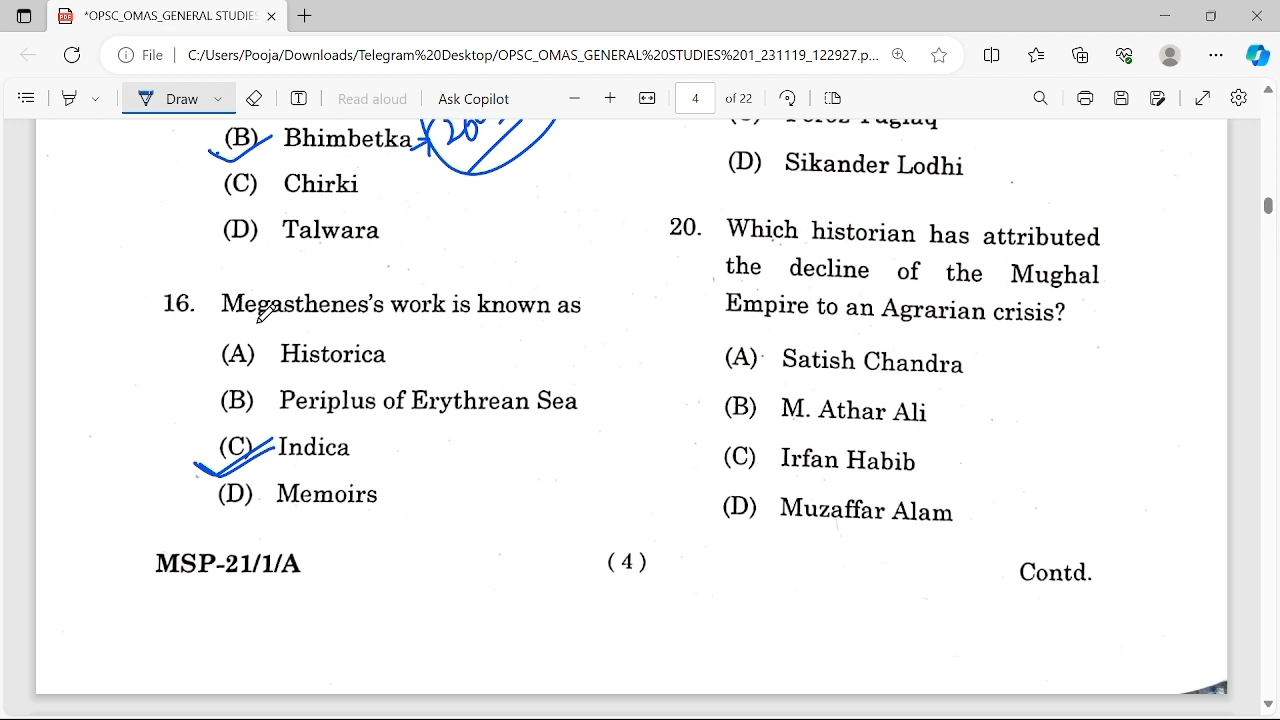 *OPSC_OMAS_GENERAL STUDIES
File
C:/Users/Pooja/Downloads/Telegram%20Desktop/OPSC_OMAS_GENERAL%20STUDIES%201_231119_122927.p...
Draw
Read aloud
Ask Copilot
4 of 22
(B) Bhimbetka
(C) Chirki
(D) Talwara
16. Megasthenes's work is known as
(A) Historica
(B) Periplus of Erythrean Sea
(C) Indica
(D) Memoirs
(D) Sikander Lodhi
20. Which historian has attributed
the decline of the Mughal
Empire to an Agrarian crisis?
(A) Satish Chandra
(B) M. Athar Ali
(C) Irfan Habib
(D) Muzaffar Alam
MSP-21/1/A
( 4 )
Contd.